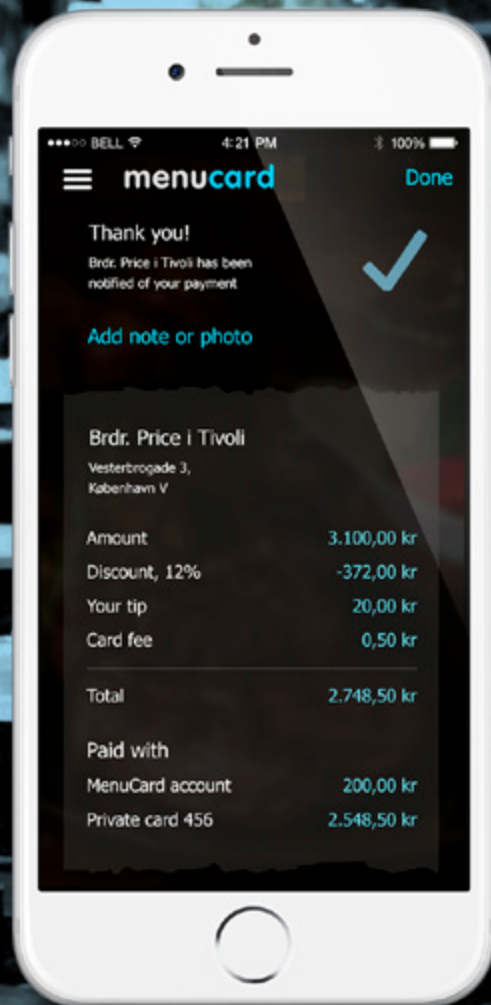 BELL 4:21 PM 100%
menucard Done
Thank you!
Brdr. Price i Tivoli has been
notified of your payment
Add note or photo
Brdr. Price i Tivoli
Vesterbrogade 3,
København V
Amount 3.100,00 kr
Discount, 12% -372,00 kr
Your tip 20,00 kr
Card fee 0,50 kr
Total 2.748,50 kr
Paid with
MenuCard account 200,00 kr
Private card 456 2.548,50 kr